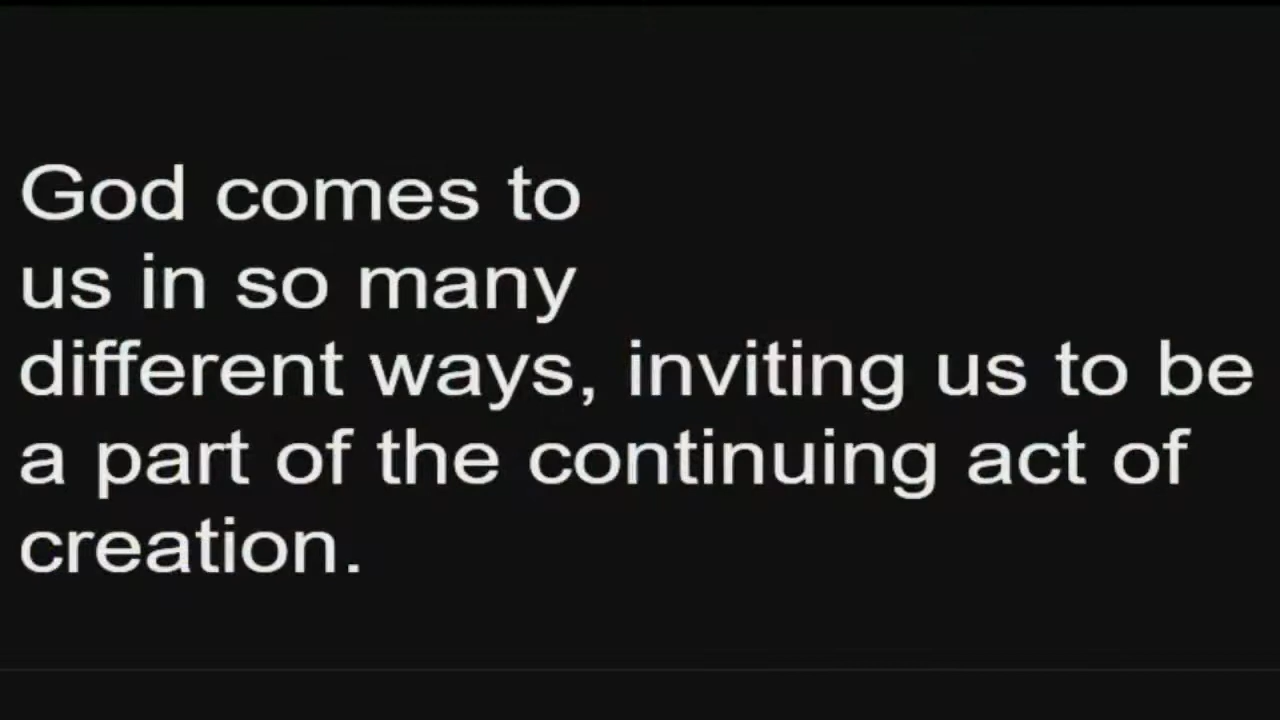 God comes to
us in so many
different ways, inviting us to be
a part of the continuing act of
creation.